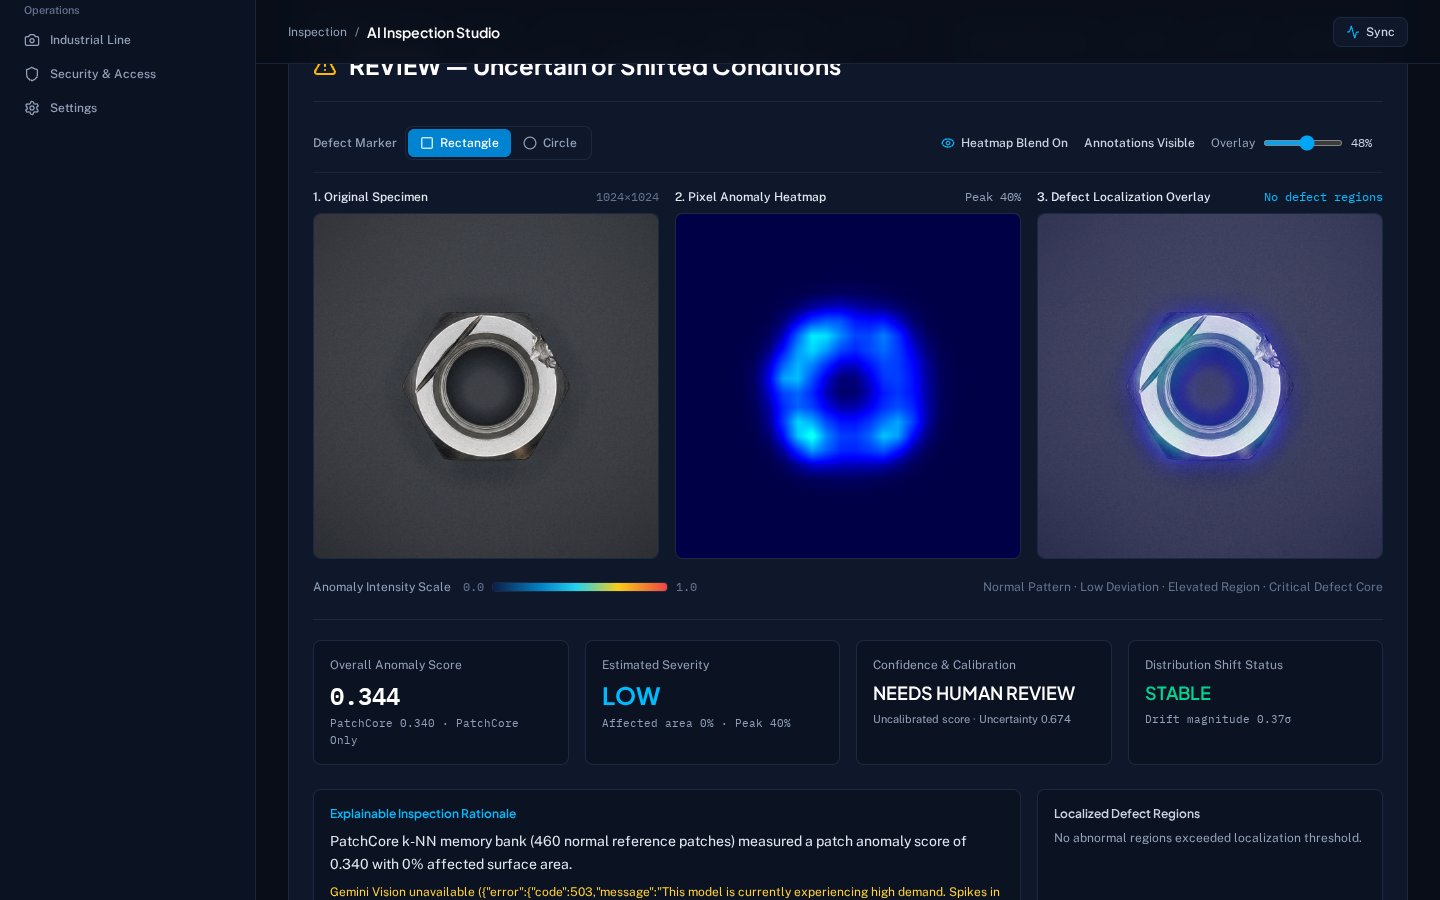 Operations
Industrial Line
Security & Access
Settings
Inspection / AI Inspection Studio
Sync
REVIEW — Uncertain or Shifted Conditions
Defect Marker Rectangle Circle
Heatmap Blend On Annotations Visible Overlay 48%
1. Original Specimen 1024×1024
2. Pixel Anomaly Heatmap Peak 40%
3. Defect Localization Overlay No defect regions
Anomaly Intensity Scale 0.0 1.0
Normal Pattern · Low Deviation · Elevated Region · Critical Defect Core
Overall Anomaly Score
0.344
PatchCore 0.340 · PatchCore
Only
Estimated Severity
LOW
Affected area 0% · Peak 40%
Confidence & Calibration
NEEDS HUMAN REVIEW
Uncalibrated score · Uncertainty 0.674
Distribution Shift Status
STABLE
Drift magnitude 0.37σ
Explainable Inspection Rationale
PatchCore k-NN memory bank (460 normal reference patches) measured a patch anomaly score of
0.340 with 0% affected surface area.
Gemini Vision unavailable ({"error":{"code":503,"message":"This model is currently experiencing high demand. Spikes in
Localized Defect Regions
No abnormal regions exceeded localization threshold.